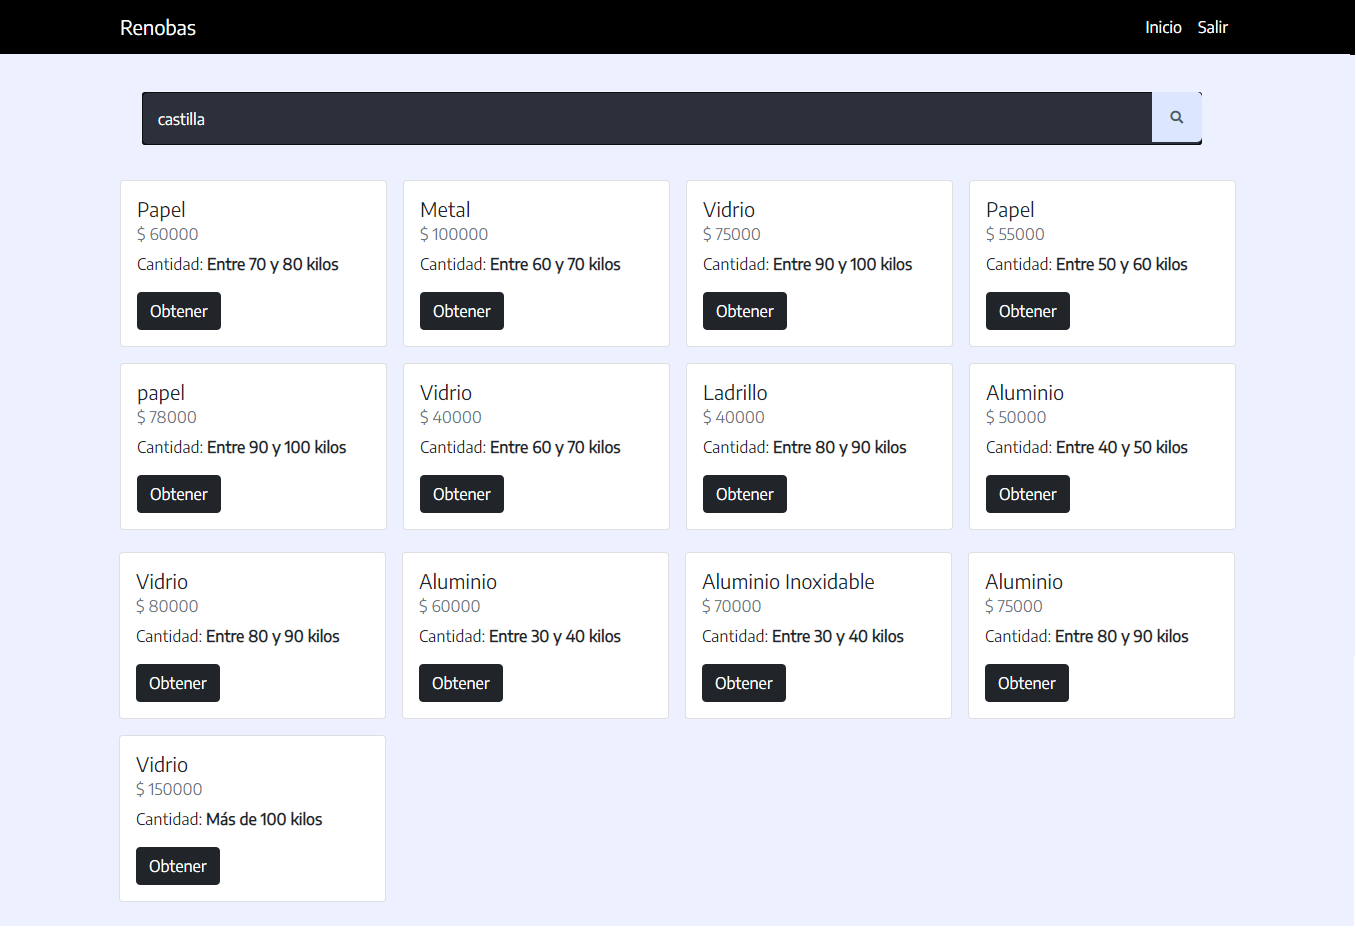 Renobas
Inicio Salir
castilla
Papel
$ 60000
Cantidad: Entre 70 y 80 kilos
Obtener
Metal
$ 100000
Cantidad: Entre 60 y 70 kilos
Obtener
Vidrio
$ 75000
Cantidad: Entre 90 y 100 kilos
Obtener
Papel
$ 55000
Cantidad: Entre 50 y 60 kilos
Obtener
papel
$ 78000
Cantidad: Entre 90 y 100 kilos
Obtener
Vidrio
$ 40000
Cantidad: Entre 60 y 70 kilos
Obtener
Ladrillo
$ 40000
Cantidad: Entre 80 y 90 kilos
Obtener
Aluminio
$ 50000
Cantidad: Entre 40 y 50 kilos
Obtener
Vidrio
$ 80000
Cantidad: Entre 80 y 90 kilos
Obtener
Aluminio
$ 60000
Cantidad: Entre 30 y 40 kilos
Obtener
Aluminio Inoxidable
$ 70000
Cantidad: Entre 30 y 40 kilos
Obtener
Aluminio
$ 75000
Cantidad: Entre 80 y 90 kilos
Obtener
Vidrio
$ 150000
Cantidad: Más de 100 kilos
Obtener